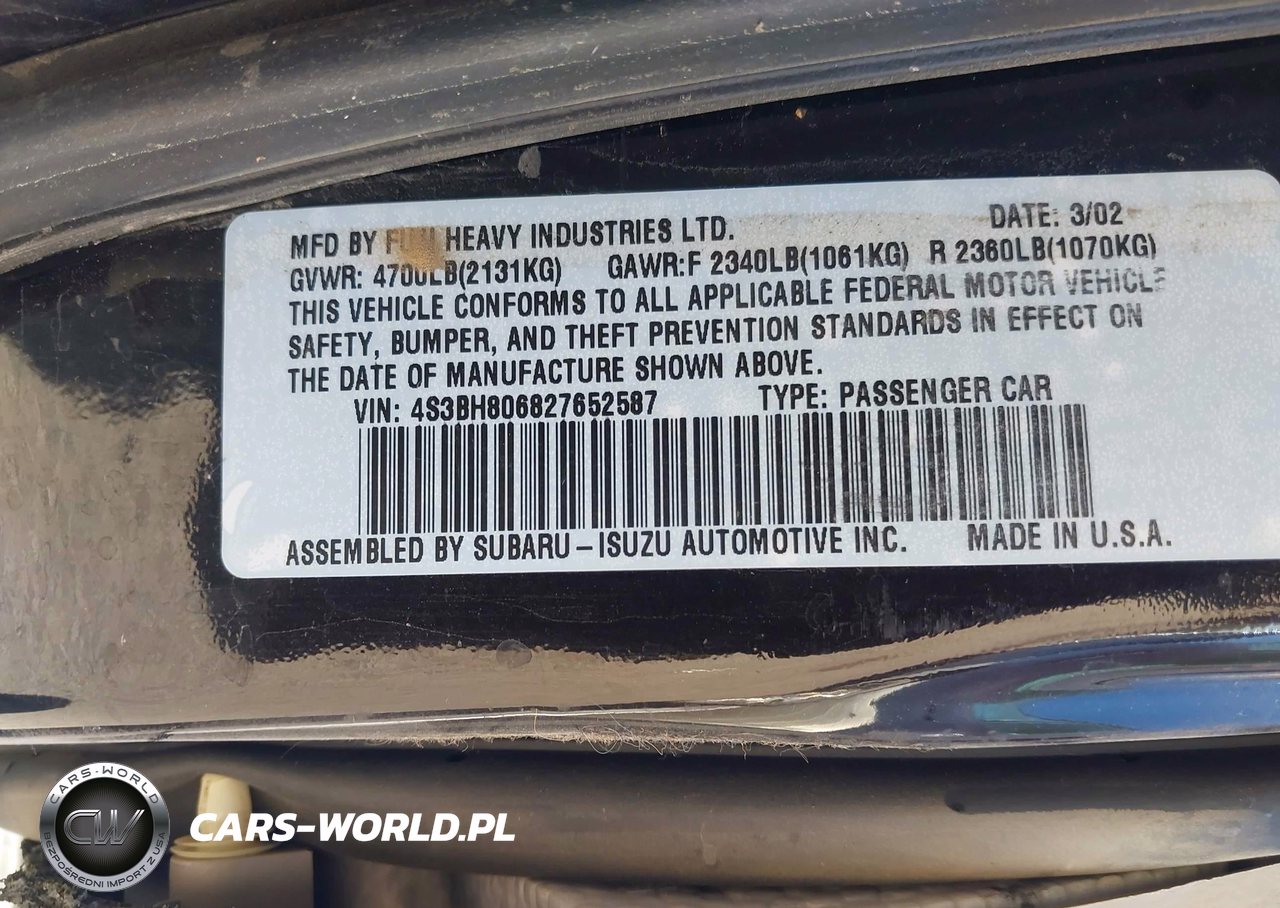 MFD BY FUJI HEAVY INDUSTRIES LTD. DATE: 3/02
GVWR: 4700LB(2131KG) GAWR:F 2340LB(1061KG) R 2360LB(1070KG)
THIS VEHICLE CONFORMS TO ALL APPLICABLE FEDERAL MOTOR VEHICLE
SAFETY, BUMPER, AND THEFT PREVENTION STANDARDS IN EFFECT ON
THE DATE OF MANUFACTURE SHOWN ABOVE.
VIN: 4S3BH806827652587 TYPE: PASSENGER CAR
ASSEMBLED BY SUBARU-ISUZU AUTOMOTIVE INC. MADE IN U.S.A.
CARS-WORLD
CW
BEZPOŚREDNI IMPORT Z USA
CARS-WORLD.PL